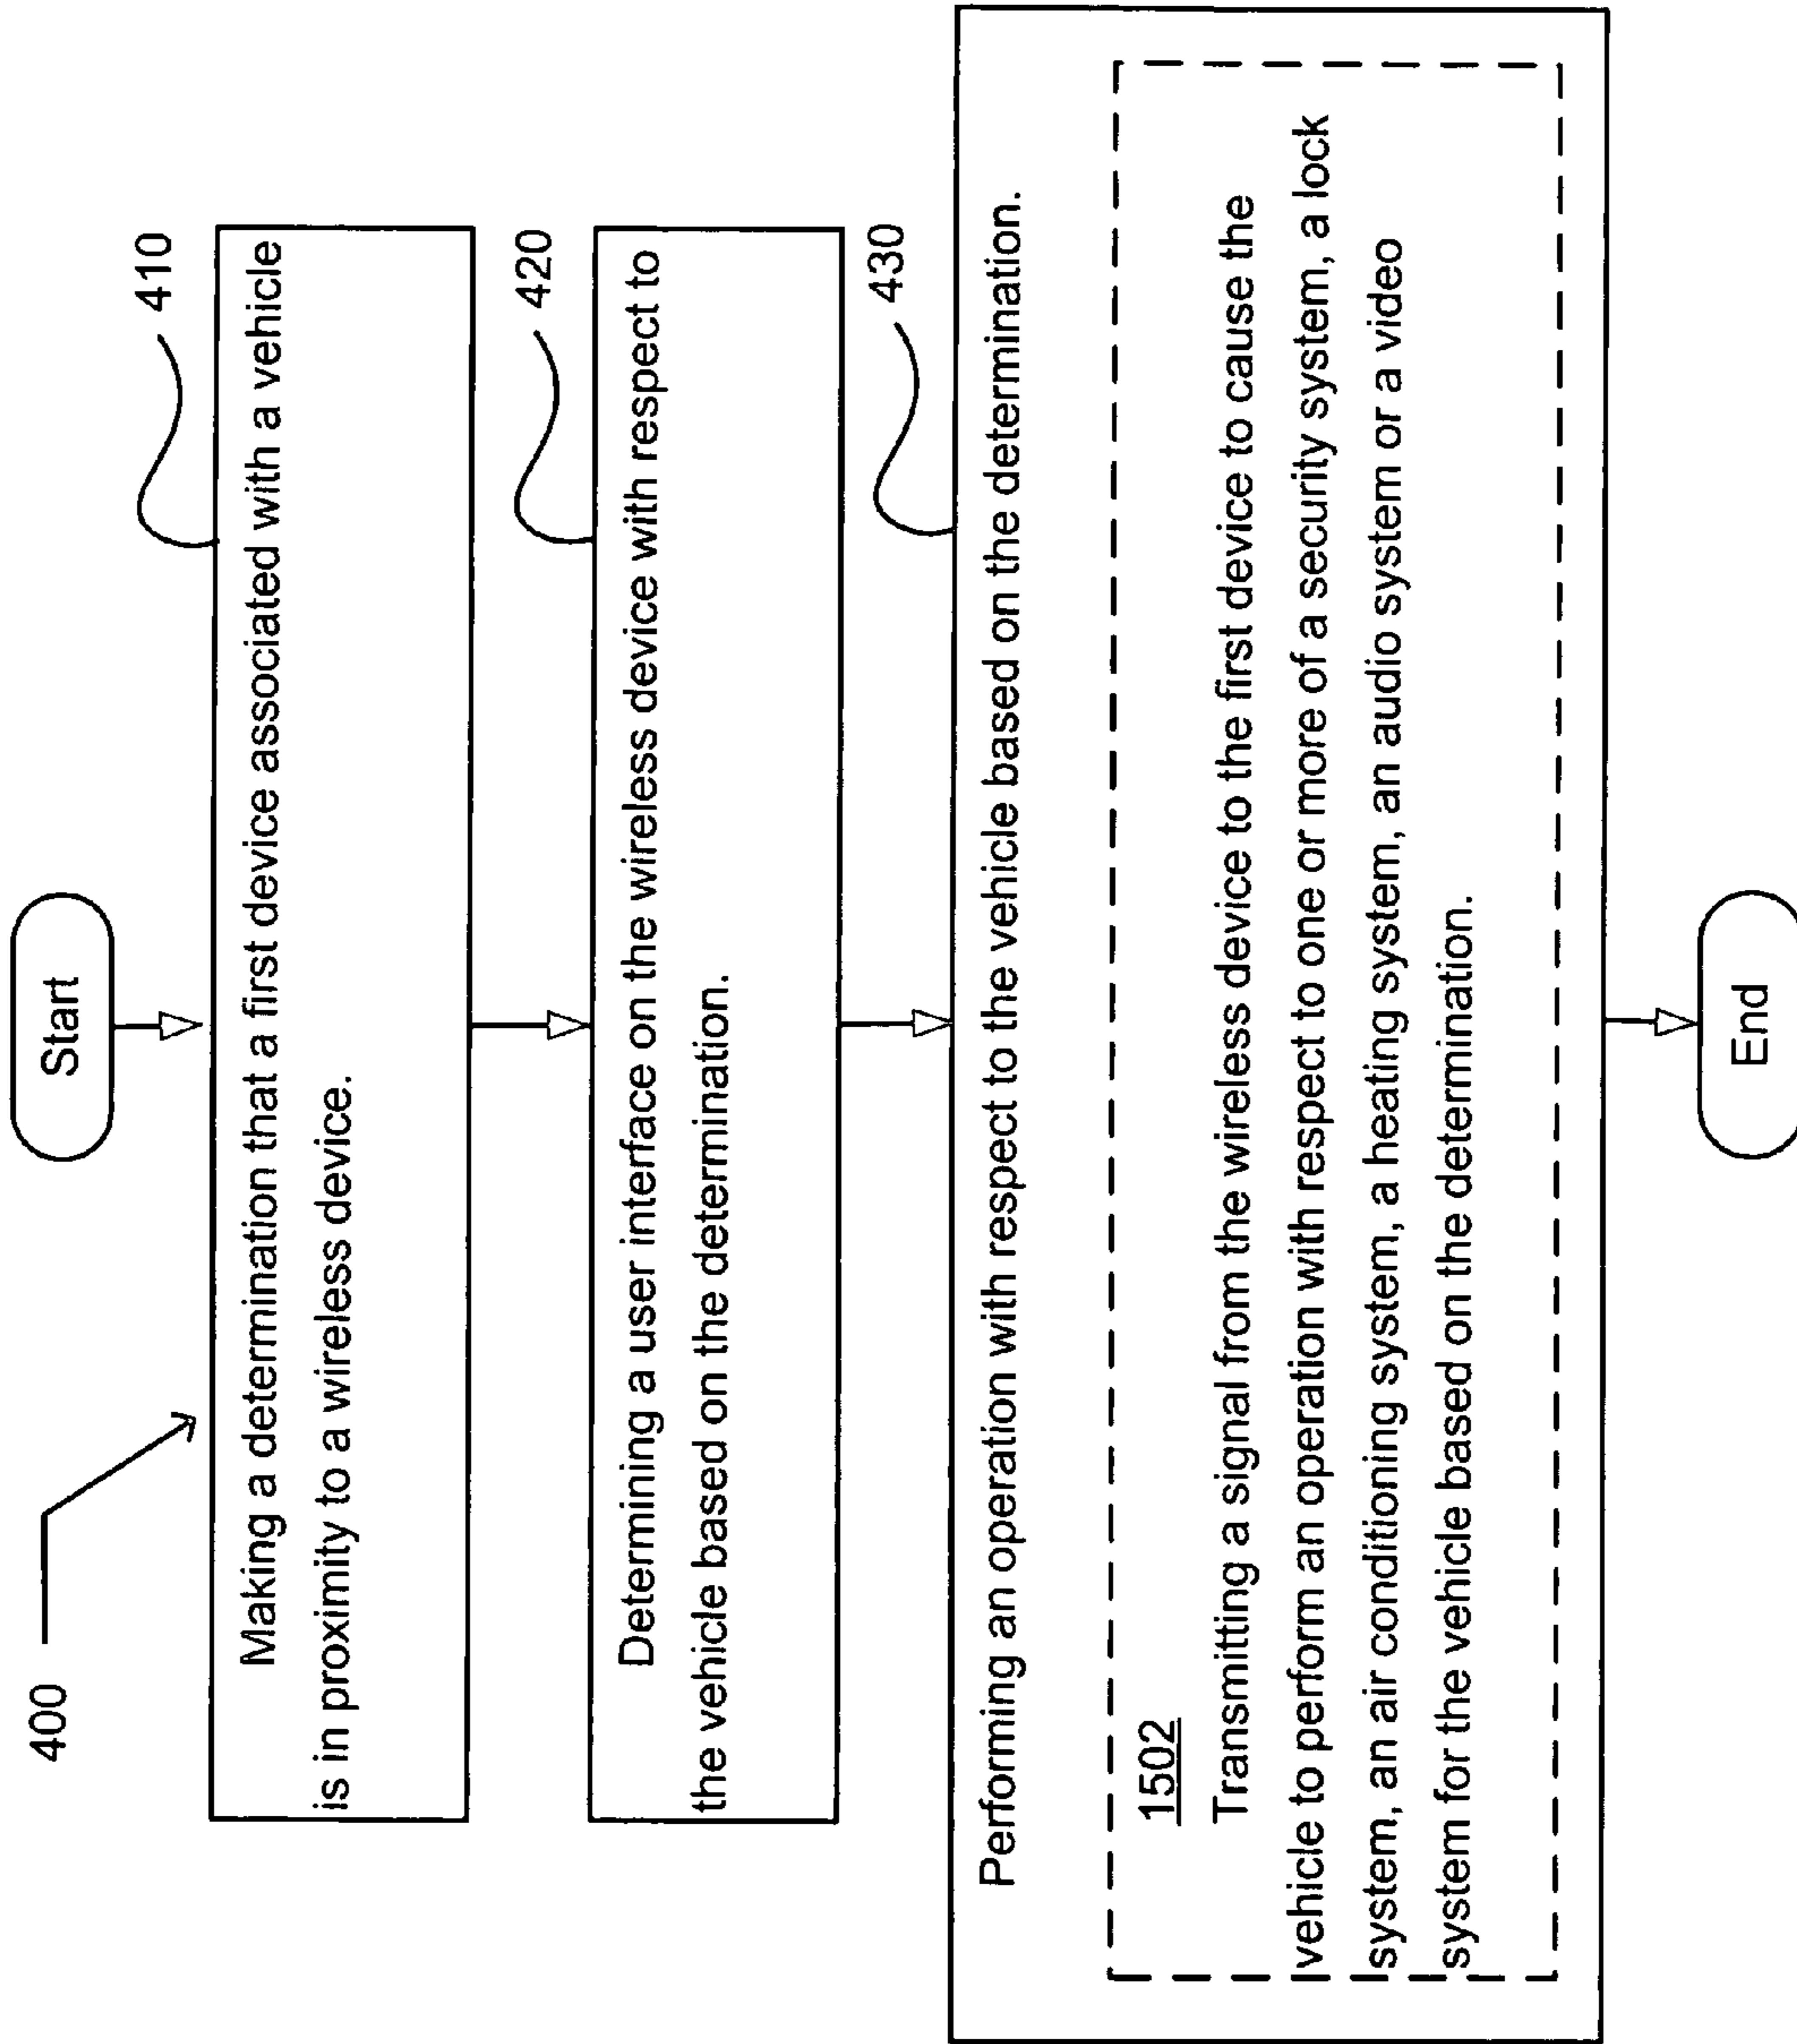 Start
400
410
Making a determination that a first device associated with a vehicle
is in proximity to a wireless device.
420
Determining a user interface on the wireless device with respect to
the vehicle based on the determination.
430
Performing an operation with respect to the vehicle based on the determination.
1502
Transmitting a signal from the wireless device to the first device to cause the
vehicle to perform an operation with respect to one or more of a security system, a lock
system, an air conditioning system, a heating system, an audio system or a video
system for the vehicle based on the determination.
End